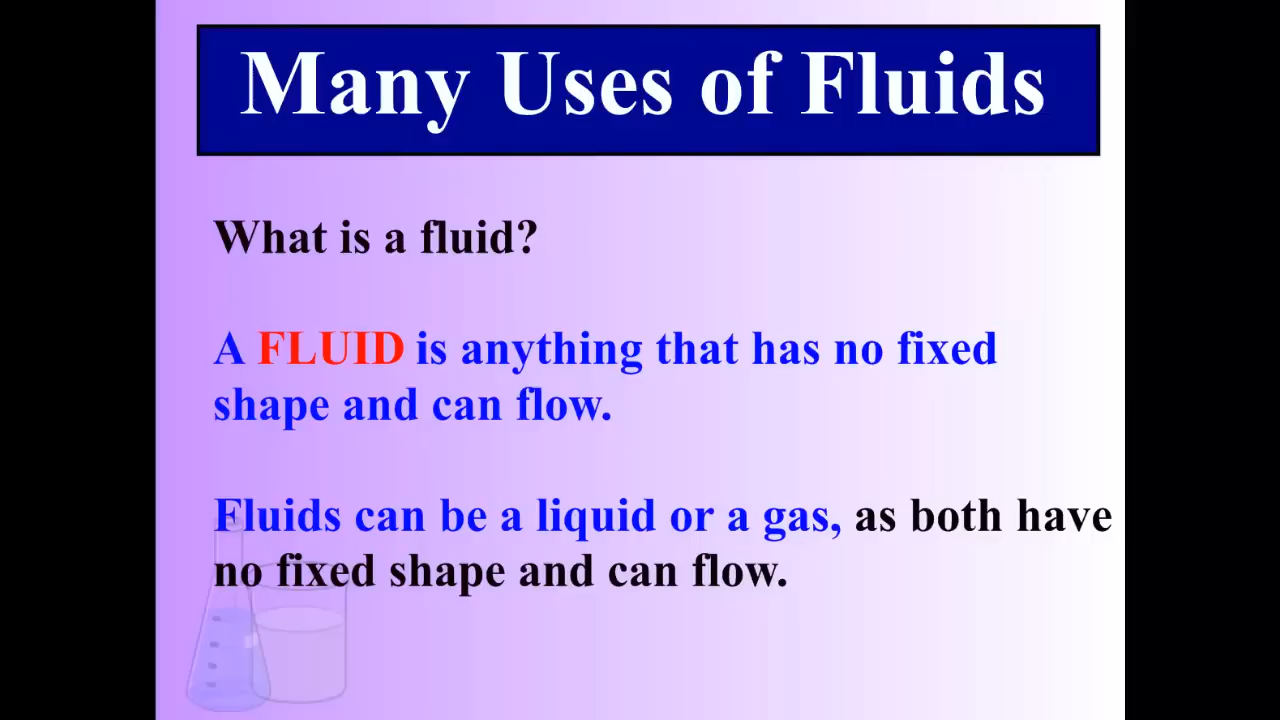 Many Uses of Fluids
What is a fluid?
A FLUID is anything that has no fixed
shape and can flow.
Fluids can be a liquid or a gas, as both have
no fixed shape and can flow.